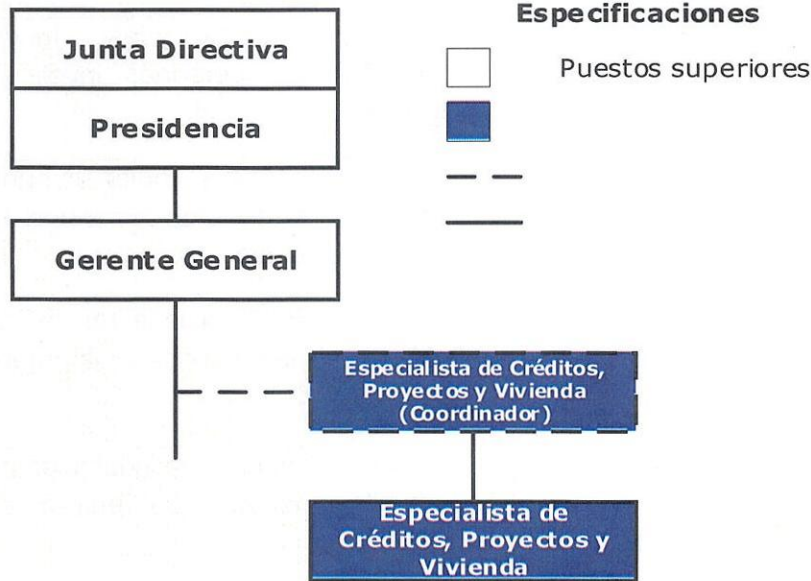 Junta Directiva
Presidencia
Gerente General
Especificaciones
Puestos superiores
Especialista de Créditos,
Proyectos y Vivienda
(Coordinador)
Especialista de
Créditos, Proyectos y
Vivienda